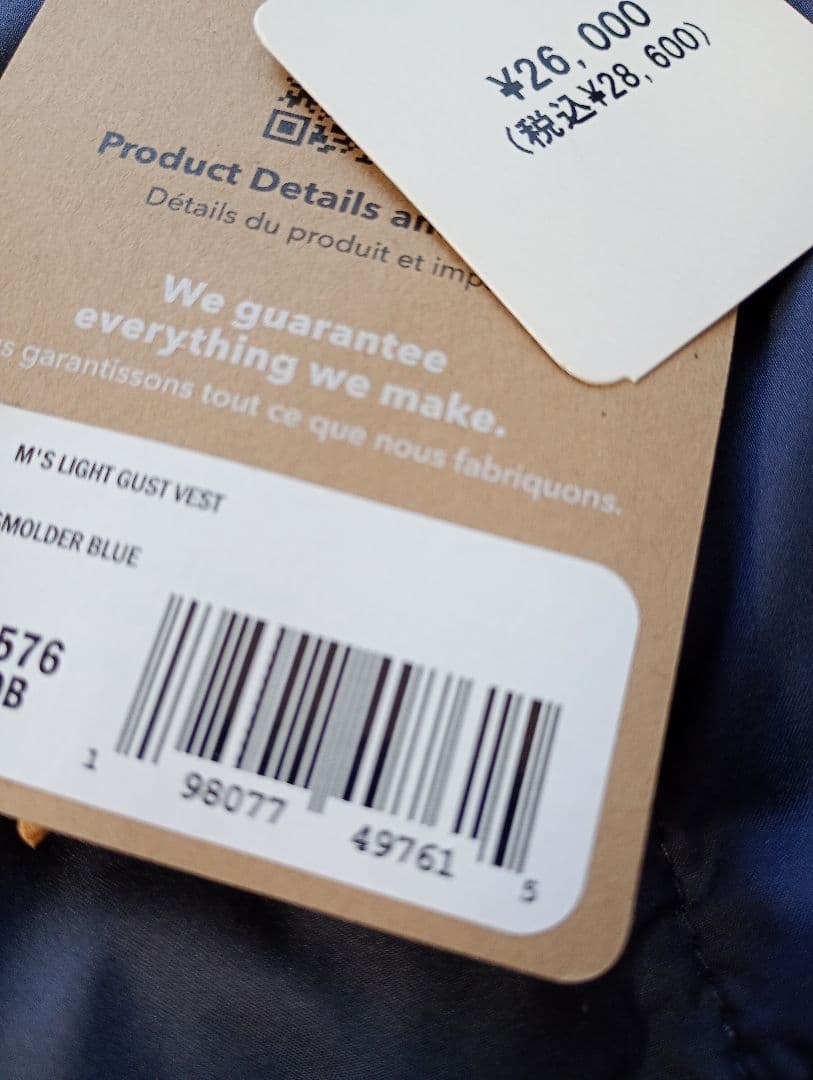 ¥26,000
(税込¥28,600)
Product Details
Détails du produit et
We guarantee
everything we make.
garantissons tout ce que nous fabriquons.
M'S LIGHT GUST VEST
SMOLDER BLUE
576
1 98077 49761 5